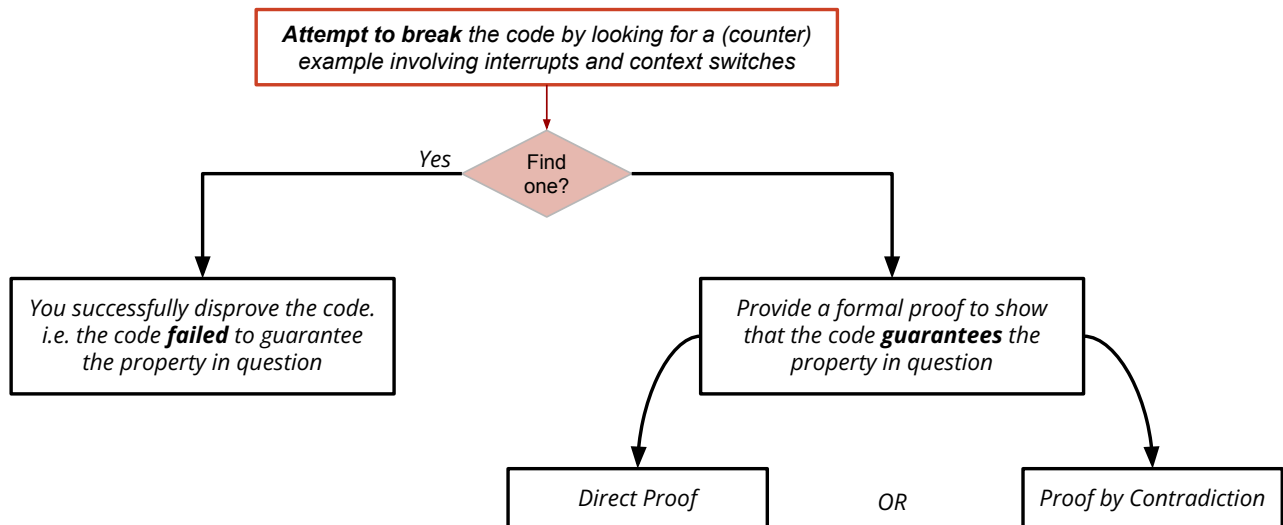 Attempt to break the code by looking for a (counter)
example involving interrupts and context switches
Yes
Find
one?
You successfully disprove the code.
i.e. the code failed to guarantee
the property in question
Provide a formal proof to show
that the code guarantees the
property in question
Direct Proof
OR
Proof by Contradiction